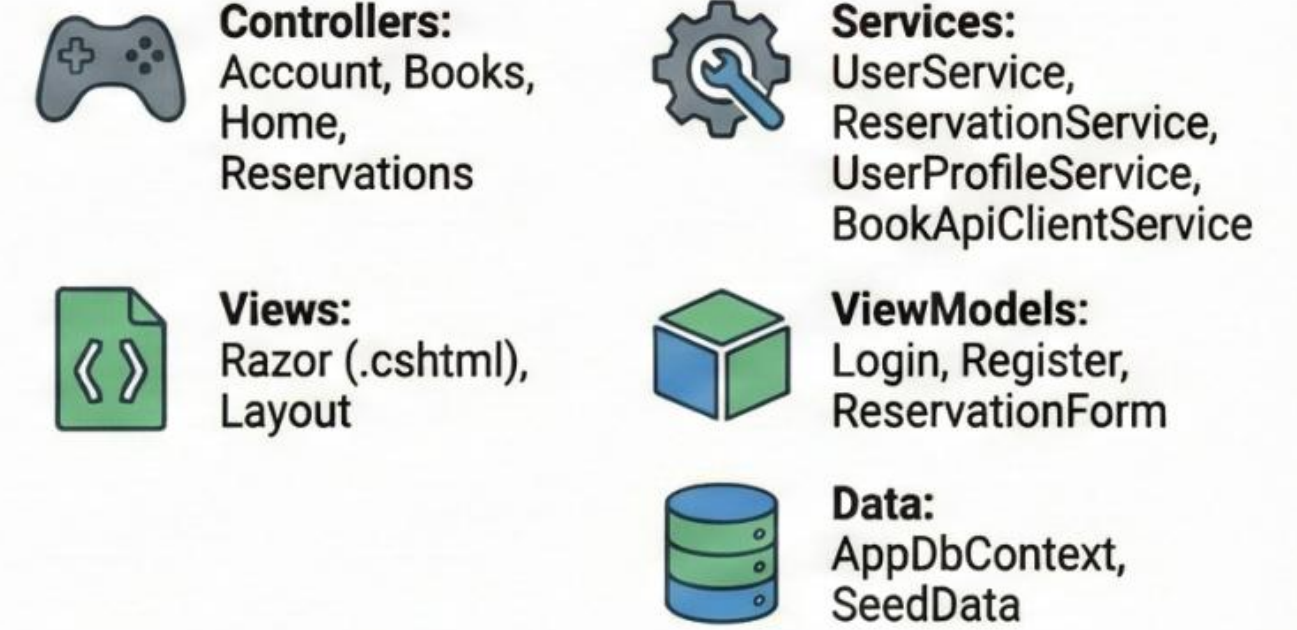 Controllers:
Account, Books,
Home,
Reservations
Services:
UserService,
ReservationService,
UserProfileService,
BookApiClientService
Views:
Razor (.cshtml),
Layout
ViewModels:
Login, Register,
ReservationForm
Data:
AppDbContext,
SeedData